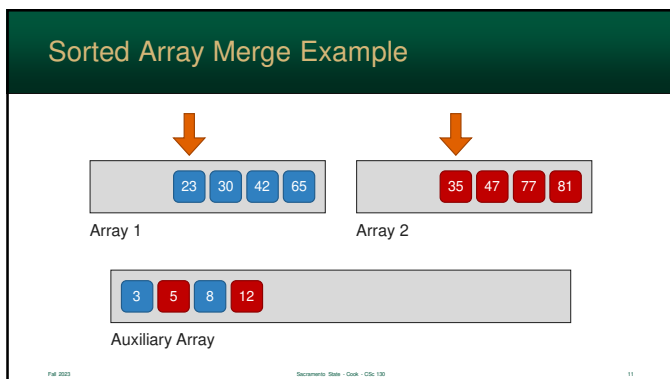 Sorted Array Merge Example
23 30 42 65
35 47 77 81
Array 1
Array 2
3 5 8 12
Auxiliary Array
Fall 2023
Sacramento State - Cook - CSc 130
11